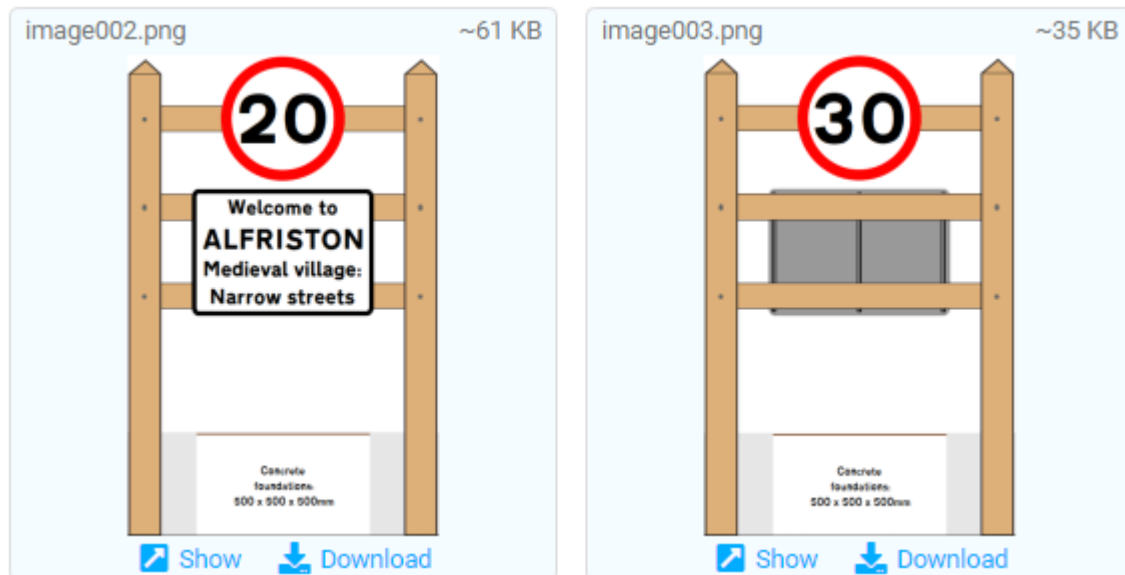 image002.png ~61 KB
20
Welcome to
ALFRISTON
Medieval village:
Narrow streets
Concrete
foundations:
500 x 500 x 500mm
Show Download
image003.png ~35 KB
30
Concrete
foundations:
500 x 500 x 500mm
Show Download